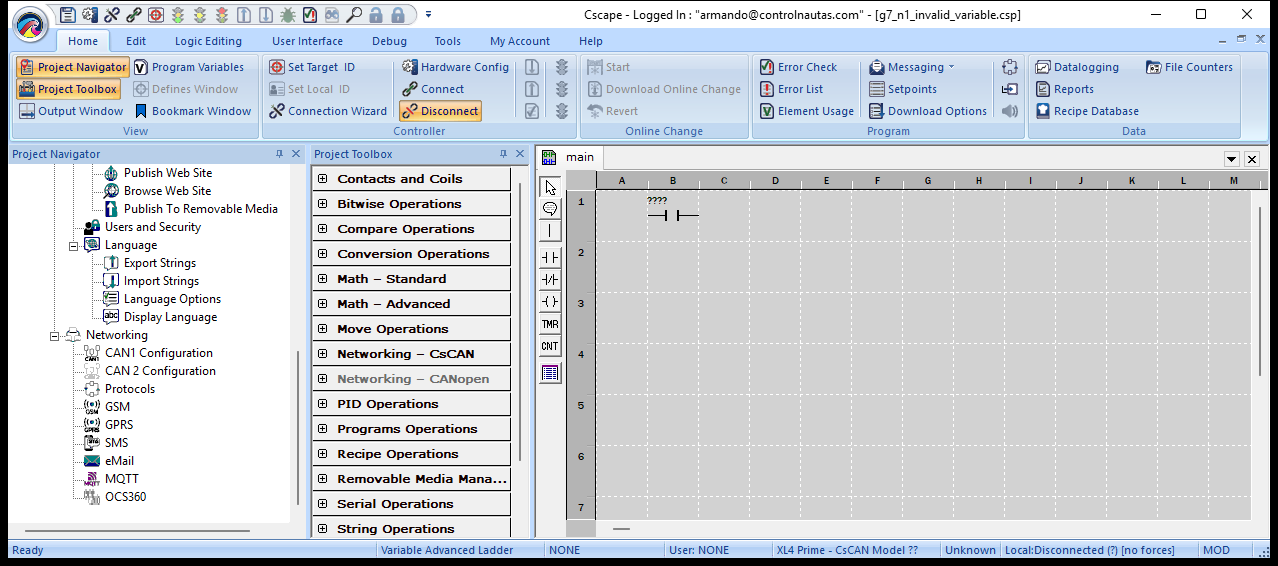 Cscape - Logged In : "armando@controlnautas.com" - [g7_n1_invalid_variable.csp]
Home Edit Logic Editing User Interface Debug Tools My Account Help
Project Navigator Program Variables Set Target ID Hardware Config Start Error Check Messaging Datalogging File Counters
Project Toolbox Defines Window Set Local ID Connect Download Online Change Error List Setpoints Reports
Output Window Bookmark Window Connection Wizard Disconnect Revert Element Usage Download Options Recipe Database
View Controller Online Change Program Data
Project Navigator
Publish Web Site
Browse Web Site
Publish To Removable Media
Users and Security
Language
Export Strings
Import Strings
Language Options
abc Display Language
Networking
CAN1 CAN1 Configuration
CAN 2 Configuration
Protocols
GSM GSM
GPRS GPRS
SMS
eMail
MQTT
OCS360
Project Toolbox
Contacts and Coils
Bitwise Operations
Compare Operations
Conversion Operations
Math – Standard
Math – Advanced
Move Operations
Networking – CsCAN
Networking – CANopen
PID Operations
Programs Operations
Recipe Operations
Removable Media Mana...
Serial Operations
String Operations
main
TMR
CNT
A B C D E F G H I J K L M
1
????
2
3
4
5
6
7
Ready Variable Advanced Ladder NONE User: NONE XL4 Prime - CsCAN Model ?? Unknown Local:Disconnected (?) [no forces] MOD